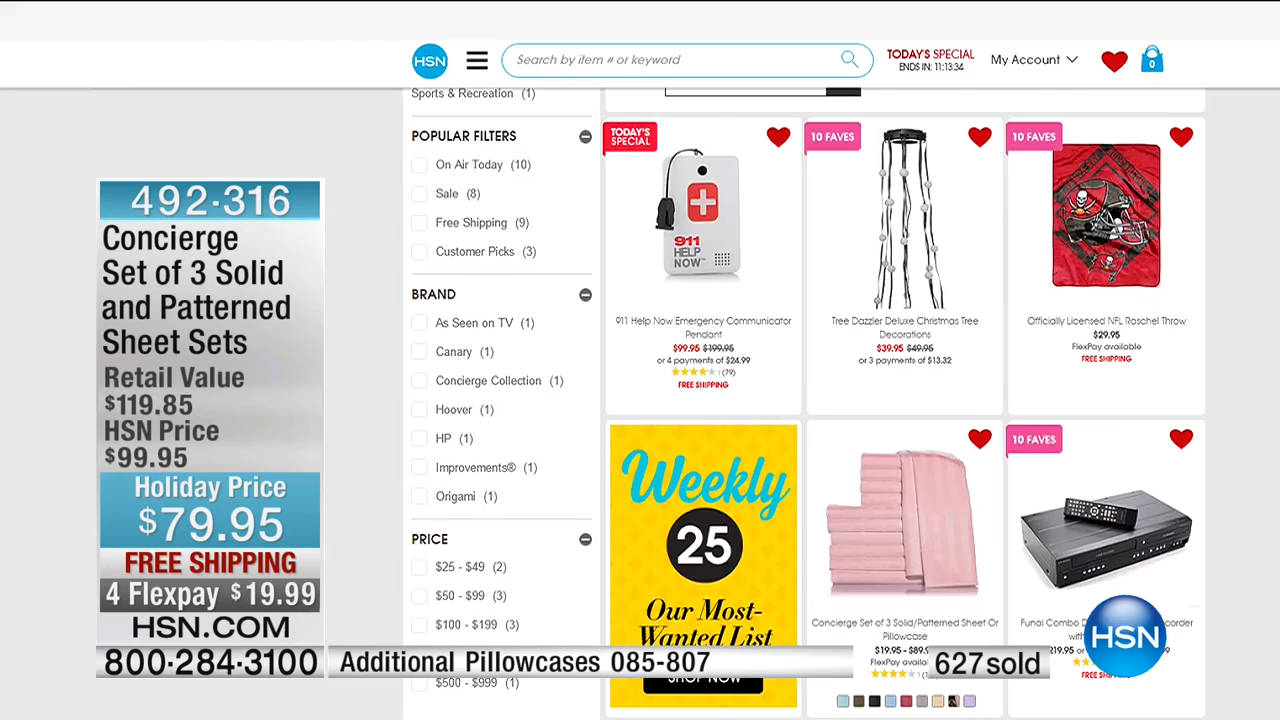 HSN
Search by item # or keyword
TODAY'S SPECIAL
ENDS IN: 11:13:34
My Account
0
Sports & Recreation (1)
POPULAR FILTERS
On Air Today (10)
Sale (8)
Free Shipping (9)
Customer Picks (3)
BRAND
As Seen on TV (1)
Canary (1)
Concierge Collection (1)
Hoover (1)
HP (1)
Improvements® (1)
Origami (1)
PRICE
$25 - $49 (2)
$50 - $99 (3)
$100 - $199 (3)
$500 - $999 (1)
TODAY'S
SPECIAL
911
HELP
NOW™
911 Help Now Emergency Communicator
Pendant
$99.95 $199.95
or 4 payments of $24.99
(79)
FREE SHIPPING
10 FAVES
Tree Dazzler Deluxe Christmas Tree
Decorations
$39.95 $49.95
or 3 payments of $13.32
10 FAVES
Officially Licensed NFL Raschel Throw
$29.95
FlexPay available
FREE SHIPPING
Weekly
25
Our Most-
Wanted List
SHOP NOW
Concierge Set of 3 Solid/Patterned Sheet Or
Pillowcase
$19.95 -
FlexPay
10 FAVES
Funai Combo
FREE
492·316
Concierge
Set of 3 Solid
and Patterned
Sheet Sets
Retail Value
$119.85
HSN Price
$99.95
Holiday Price
$79.95
FREE SHIPPING
4 Flexpay $19.99
HSN.COM
800·284·3100
Additional Pillowcases 085-807
627 sold
HSN